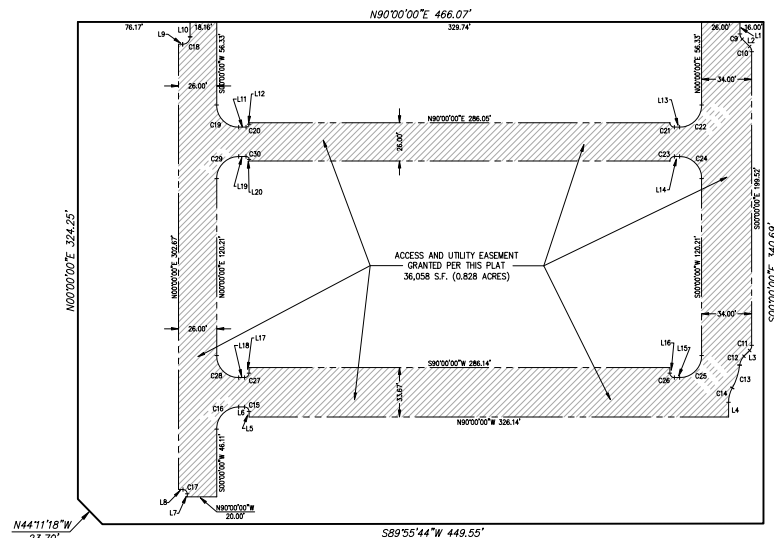 N90°00'00"E 466.07'
76.17'
L10
18.16'
329.74'
26.00'
16.00'
L9
C18
C9
L1
L2
C10
S00°00'00"W 56.33'
N00°00'00"E 56.33'
26.00'
34.00'
L11
L12
L13
C19
C20
N90°00'00"E 286.05'
C21
C22
26.00'
C29
C30
C23
C24
L19
L20
L14
S00°00'00"E 199.52'
N00°00'00"E 324.25'
N00°00'00"E 302.67'
N00°00'00"E 120.21'
ACCESS AND UTILITY EASEMENT
GRANTED PER THIS PLAT
36,058 S.F. (0.828 ACRES)
S00°00'00"W 120.21'
S00°00'00"E 340.69'
26.00'
34.00'
L18
L17
L16
L15
C11
L3
C28
C27
S90°00'00"W 286.14'
C26
C25
C12
C13
33.67'
C14
C16
C15
L6
L5
N90°00'00"W 326.14'
L4
S00°00'00"W 46.11'
C17
L8
L7
N90°00'00"W
20.00'
N44°11'18"W
23.70'
S89°55'44"W 449.55'